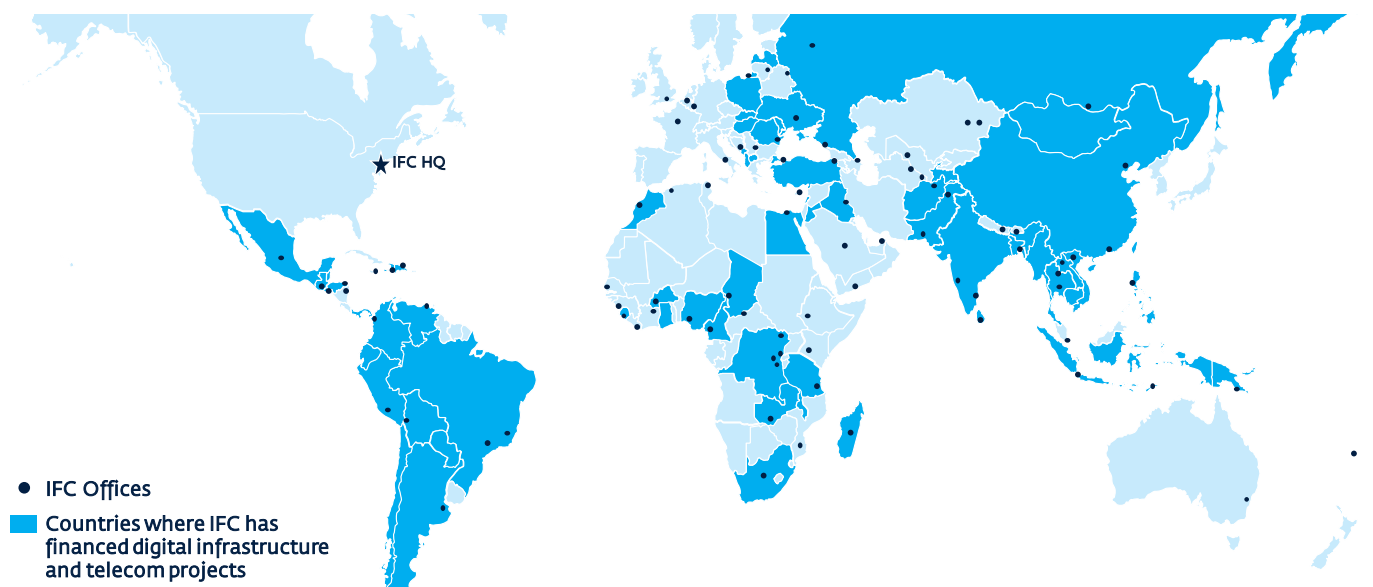 IFC HQ
IFC Offices
Countries where IFC has
financed digital infrastructure
and telecom projects